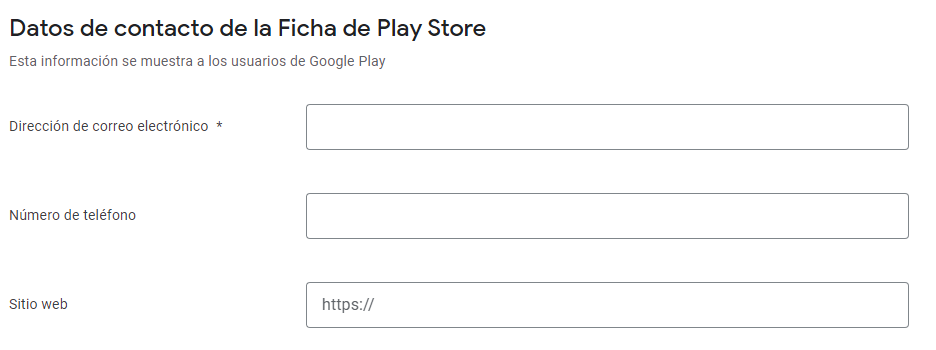 Datos de contacto de la Ficha de Play Store
Esta información se muestra a los usuarios de Google Play
Dirección de correo electrónico *
Número de teléfono
Sitio web
https://